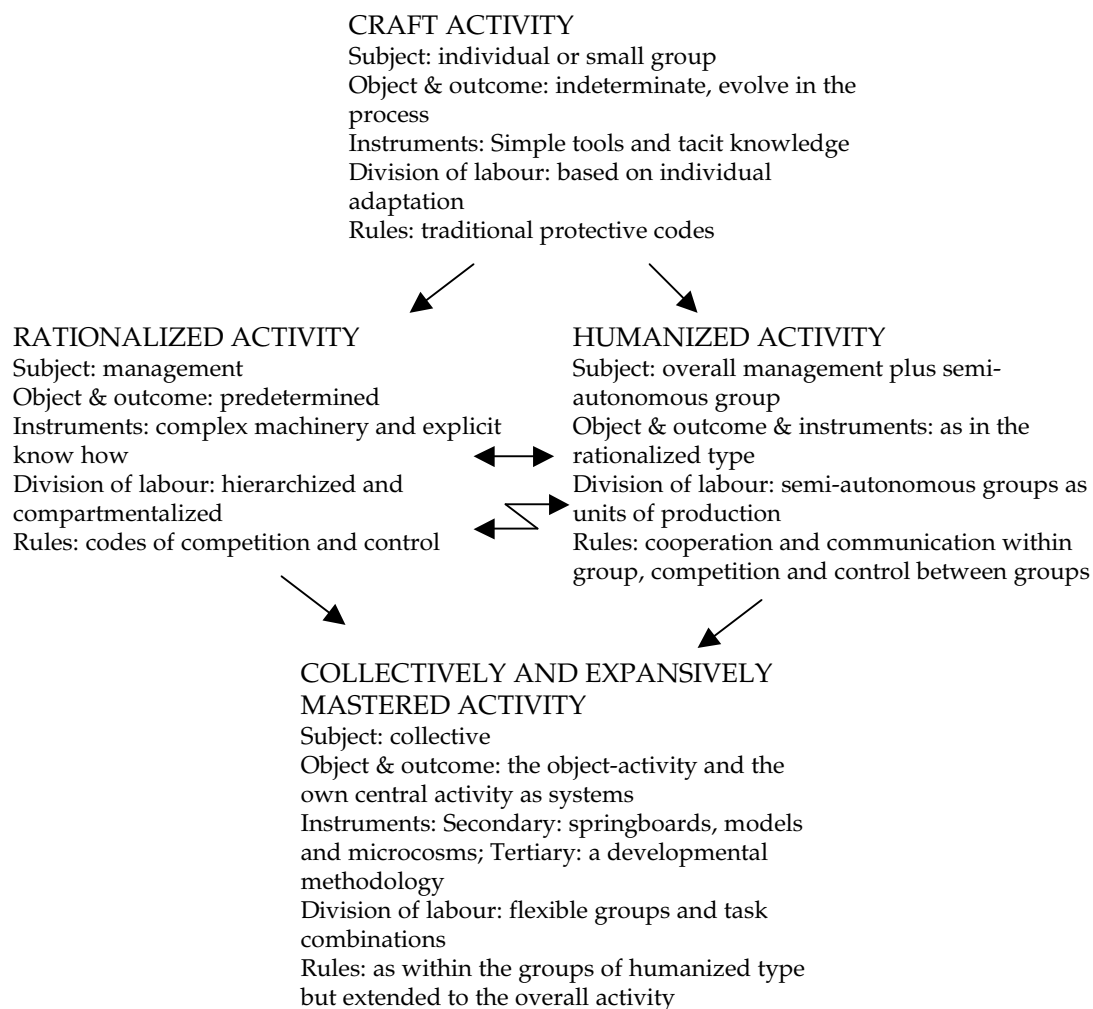 CRAFT ACTIVITY
Subject: individual or small group
Object & outcome: indeterminate, evolve in the
process
Instruments: Simple tools and tacit knowledge
Division of labour: based on individual
adaptation
Rules: traditional protective codes
RATIONALIZED ACTIVITY
Subject: management
Object & outcome: predetermined
Instruments: complex machinery and explicit
know how
Division of labour: hierarchized and
compartmentalized
Rules: codes of competition and control
HUMANIZED ACTIVITY
Subject: overall management plus semi-
autonomous group
Object & outcome & instruments: as in the
rationalized type
Division of labour: semi-autonomous groups as
units of production
Rules: cooperation and communication within
group, competition and control between groups
COLLECTIVELY AND EXPANSIVELY
MASTERED ACTIVITY
Subject: collective
Object & outcome: the object-activity and the
own central activity as systems
Instruments: Secondary: springboards, models
and microcosms; Tertiary: a developmental
methodology
Division of labour: flexible groups and task
combinations
Rules: as within the groups of humanized type
but extended to the overall activity